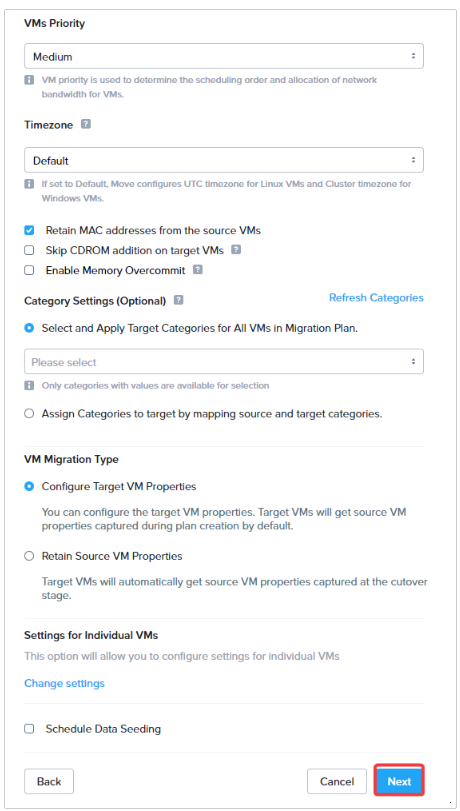 VMs Priority
Medium
VM priority is used to determine the scheduling order and allocation of network
bandwidth for VMs.
Timezone ?
Default
If set to Default, Move configures UTC timezone for Linux VMs and Cluster timezone for
Windows VMs.
Retain MAC addresses from the source VMs
Skip CDROM addition on target VMs ?
Enable Memory Overcommit ?
Category Settings (Optional) ? Refresh Categories
Select and Apply Target Categories for All VMs in Migration Plan.
Please select
Only categories with values are available for selection
Assign Categories to target by mapping source and target categories.
VM Migration Type
Configure Target VM Properties
You can configure the target VM properties. Target VMs will get source VM
properties captured during plan creation by default.
Retain Source VM Properties
Target VMs will automatically get source VM properties captured at the cutover
stage.
Settings for Individual VMs
This option will allow you to configure settings for individual VMs
Change settings
Schedule Data Seeding
Back Cancel Next